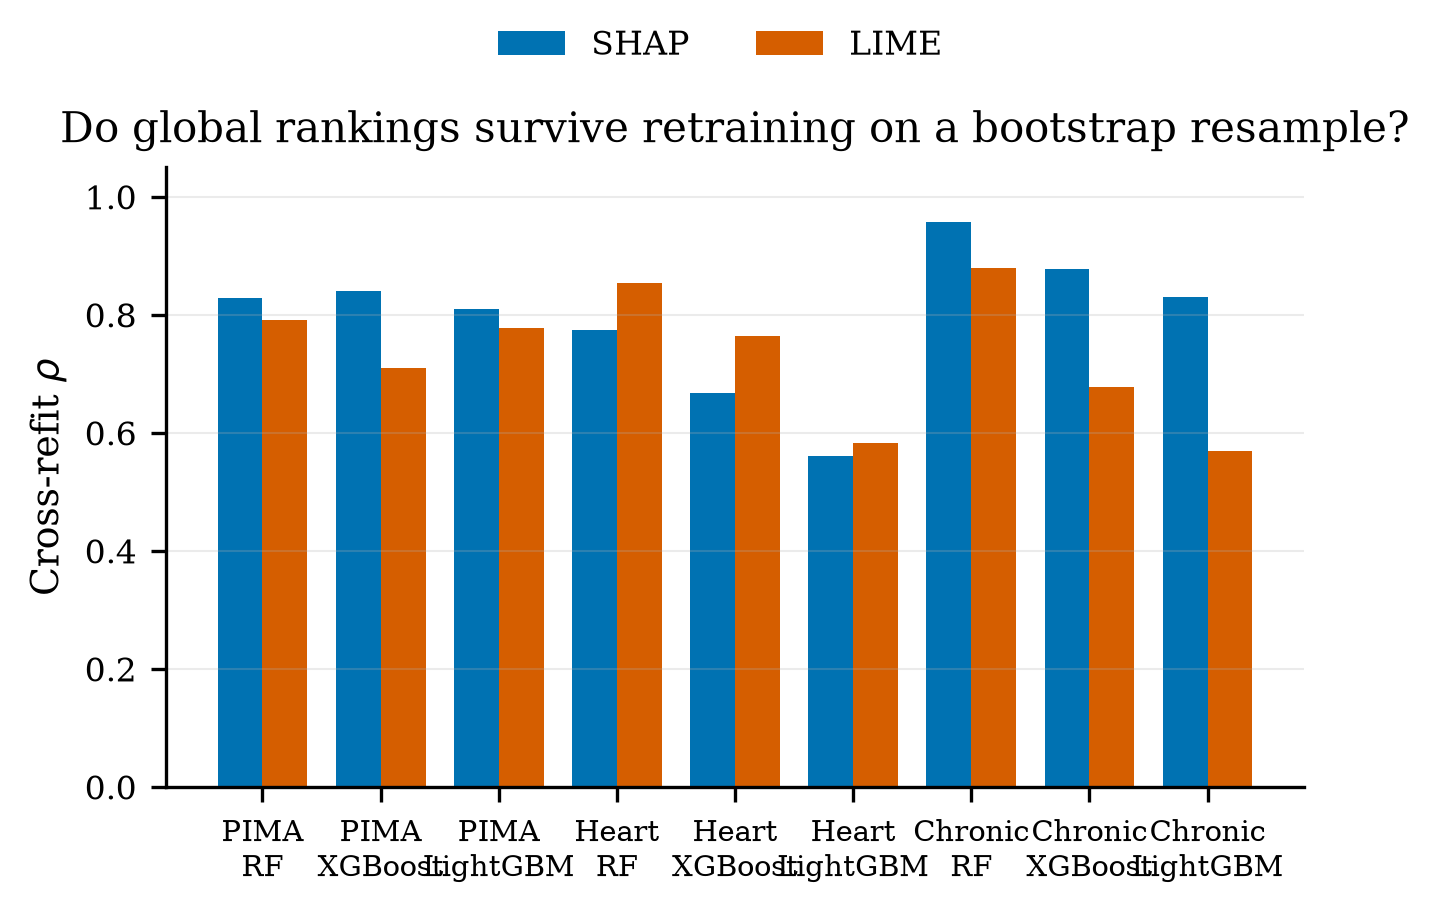 SHAP LIME
Do global rankings survive retraining on a bootstrap resample?
Cross-refit ρ
1.0
0.8
0.6
0.4
0.2
0.0
PIMA PIMA PIMA Heart Heart Heart Chronic Chronic Chronic
RF XGBoost LightGBM RF XGBoost LightGBM RF XGBoost LightGBM